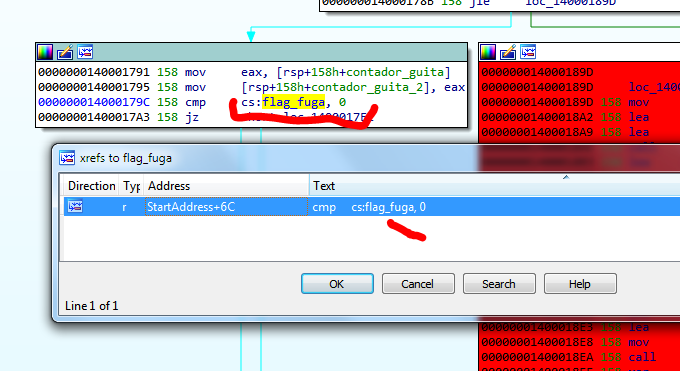 000000014000178B 158 jle loc_14000189D
0000000140001791 158 mov eax, [rsp+158h+contador_guita]
0000000140001795 158 mov [rsp+158h+contador_guita_2], eax
000000014000179C 158 cmp cs:flag_fuga, 0
00000001400017A3 158 jz
000000014000189D
000000014000189D loc_14
000000014000189D 158 mov
00000001400018A2 158 lea
00000001400018A9 158 lea
xrefs to flag_fuga
Direction Typ Address Text
r StartAddress+6C cmp cs:flag_fuga, 0
OK Cancel Search Help
Line 1 of 1
00000001400018E3 158 lea
00000001400018E8 158 mov
00000001400018EA 158 call